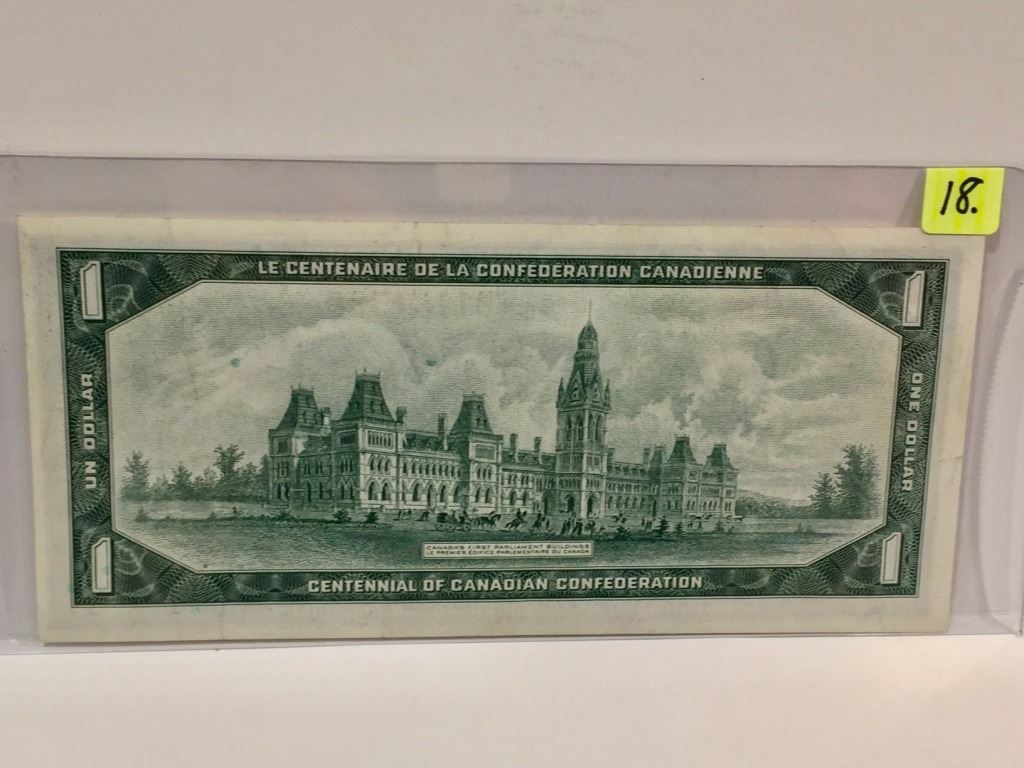 18.
1 LE CENTENAIRE DE LA CONFÉDÉRATION CANADIENNE 1
UN DOLLAR
ONE DOLLAR
CANADA'S FIRST PARLIAMENT BUILDINGS
LE PREMIER ÉDIFICE PARLEMENTAIRE DU CANADA
1 CENTENNIAL OF CANADIAN CONFEDERATION 1